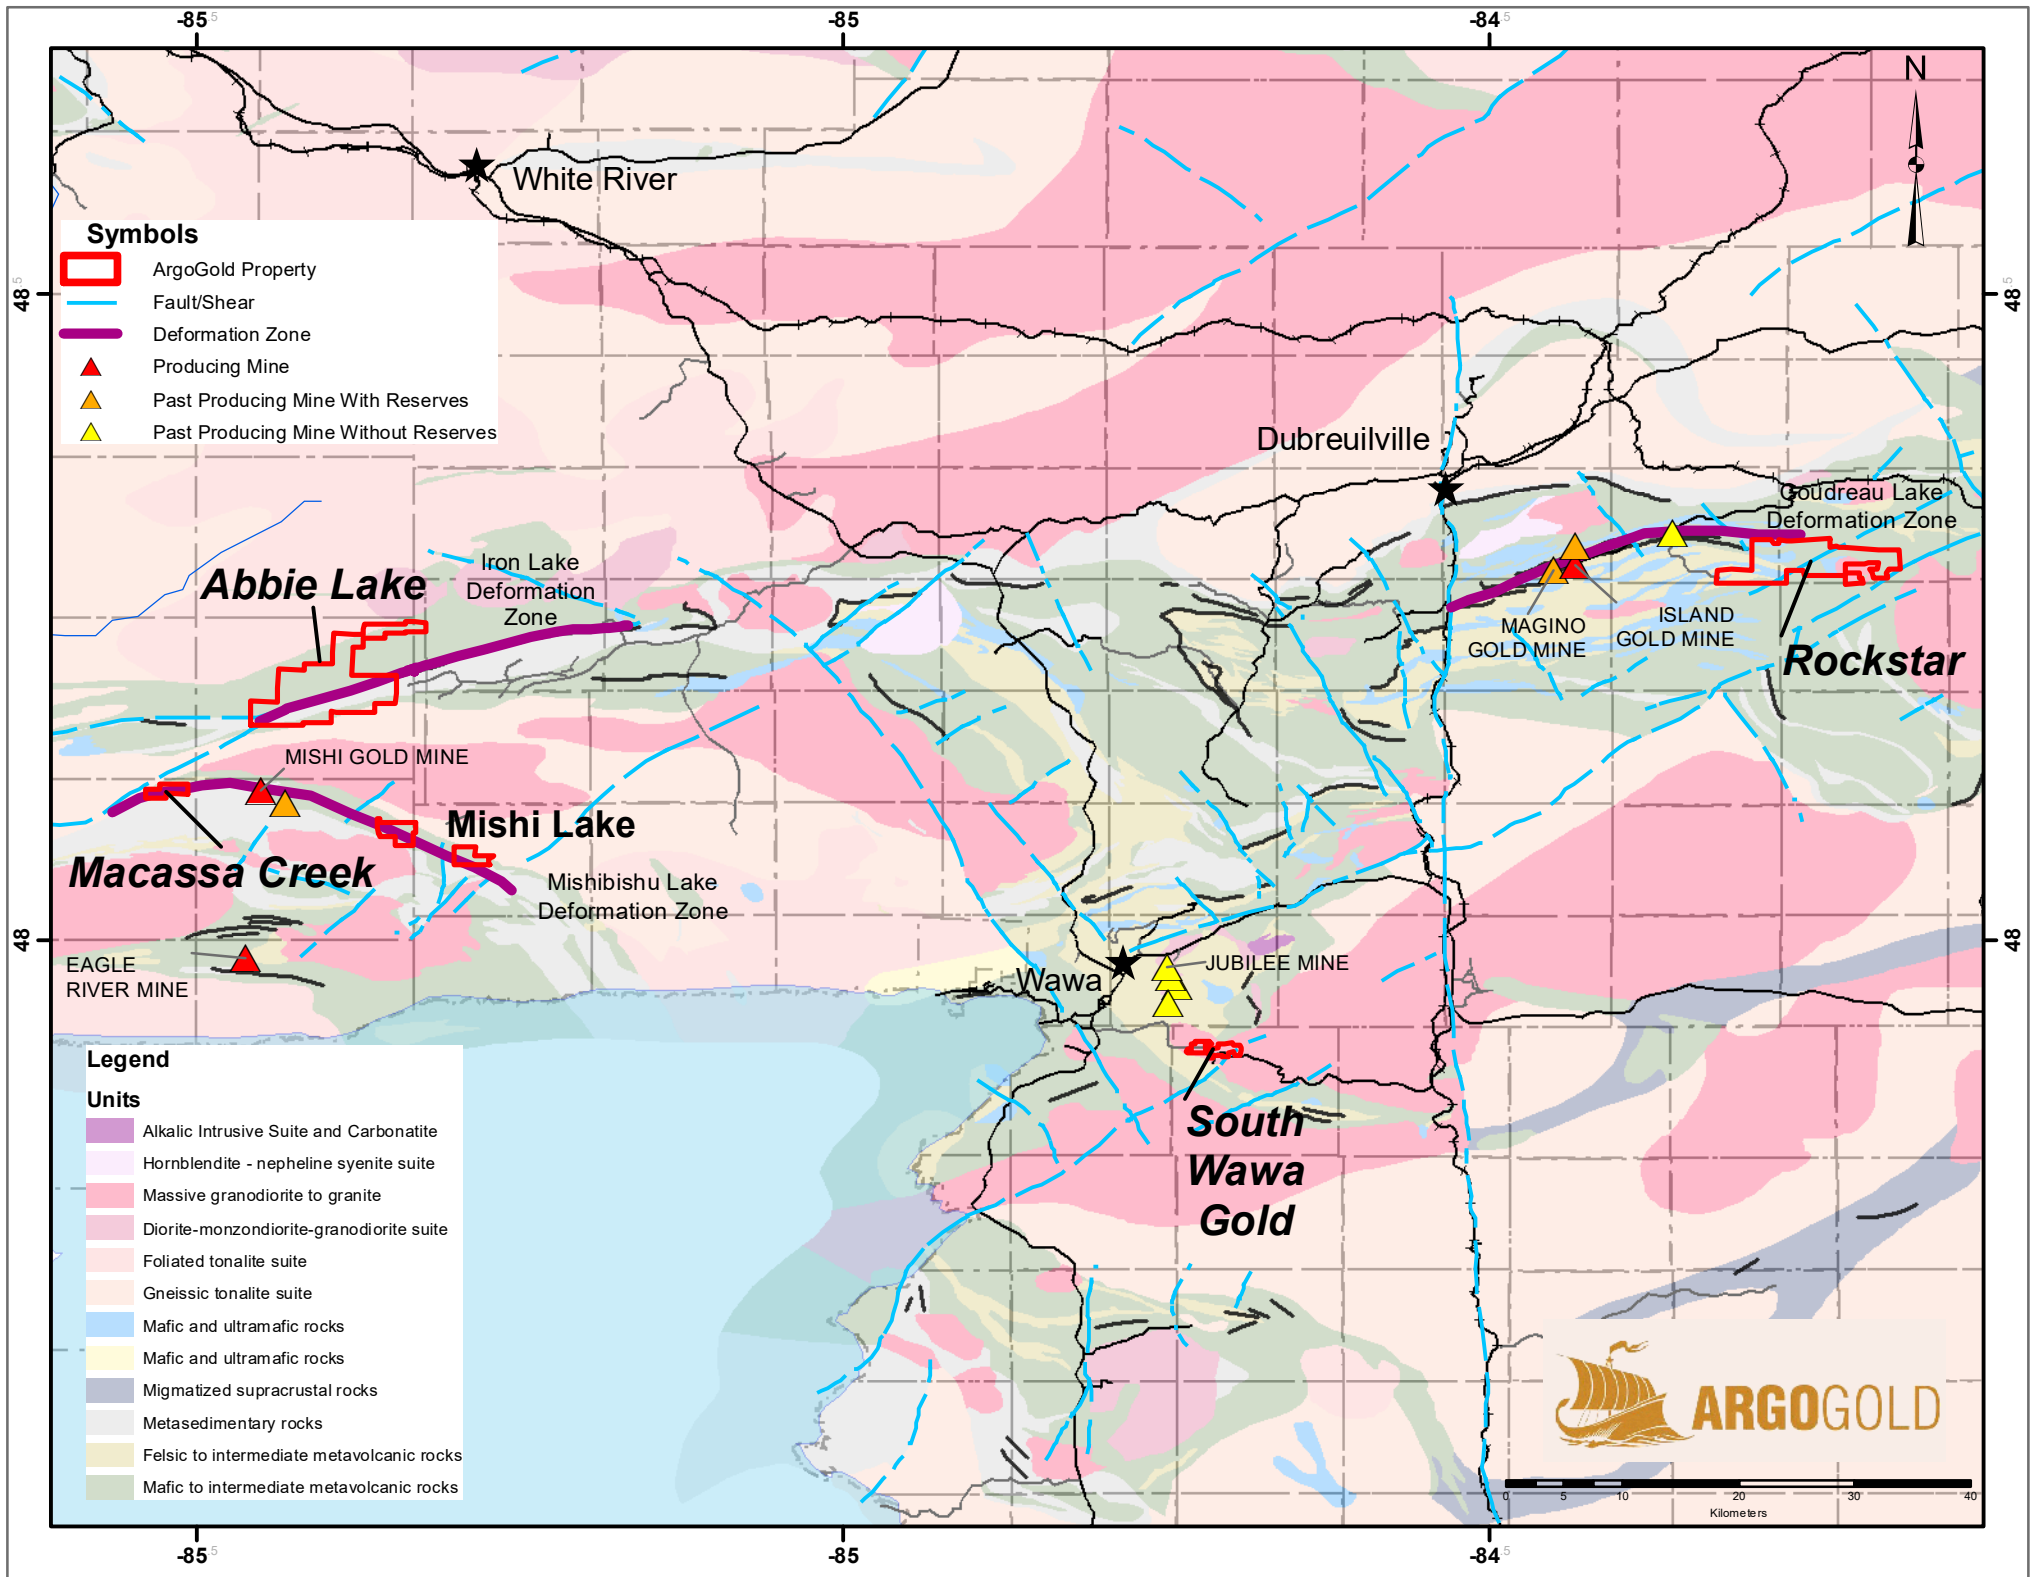 -85.5
-85
-84.5
N
White River
Symbols
ArgoGold Property
Fault/Shear
Deformation Zone
Producing Mine
Past Producing Mine With Reserves
Past Producing Mine Without Reserves
48.5
48.5
Dubreuilville
Goudreau Lake
Deformation Zone
Iron Lake
Deformation
Zone
Abbie Lake
MAGINO
GOLD MINE
ISLAND
GOLD MINE
Rockstar
MISHI GOLD MINE
Mishi Lake
Macassa Creek
Mishibishu Lake
Deformation Zone
48
48
EAGLE
RIVER MINE
Wawa
JUBILEE MINE
South
Wawa
Gold
Legend
Units
Alkalic Intrusive Suite and Carbonatite
Hornblendite - nepheline syenite suite
Massive granodiorite to granite
Diorite-monzondiorite-granodiorite suite
Foliated tonalite suite
Gneissic tonalite suite
Mafic and ultramafic rocks
Mafic and ultramafic rocks
Migmatized supracrustal rocks
Metasedimentary rocks
Felsic to intermediate metavolcanic rocks
Mafic to intermediate metavolcanic rocks
ARGOGOLD
0 5 10 20 30 40
Kilometers
-85.5
-85
-84.5